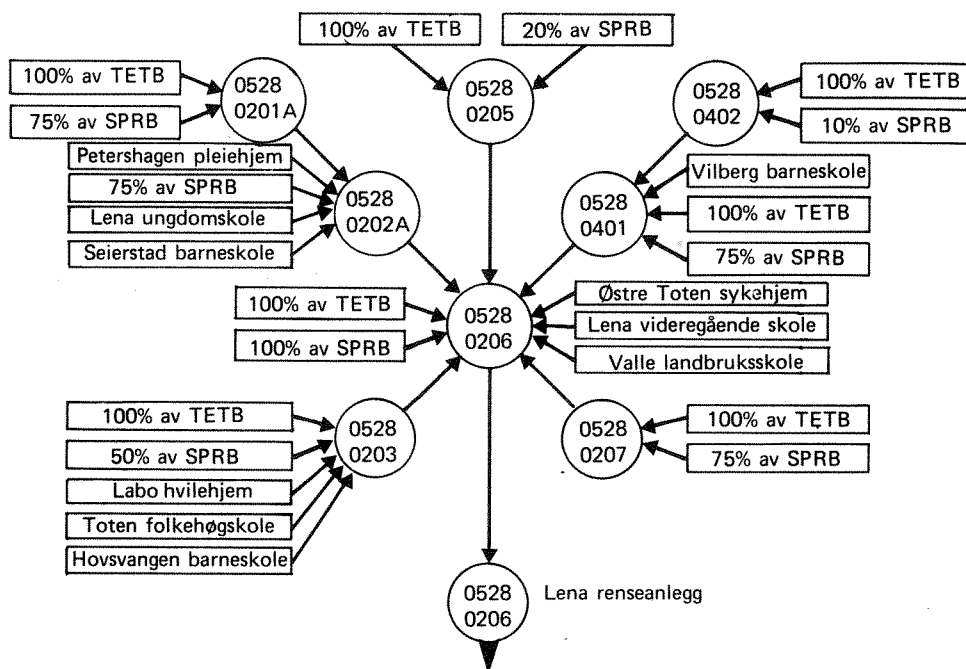 100% av TETB
20% av SPRB
100% av TETB
75% av SPRB
0528
0201A
0528
0205
0528
0402
100% av TETB
10% av SPRB
Petershagen pleiehjem
75% av SPRB
Lena ungdomskole
Seierstad barneskole
0528
0202A
0528
0401
Vilberg barneskole
100% av TETB
75% av SPRB
100% av TETB
100% av SPRB
0528
0206
Østre Toten sykehjem
Lena videregående skole
Valle landbruksskole
100% av TETB
50% av SPRB
Labo hvilehjem
Toten folkehøgskole
Hovsvangen barneskole
0528
0203
0528
0207
100% av TETB
75% av SPRB
0528
0206
Lena renseanlegg